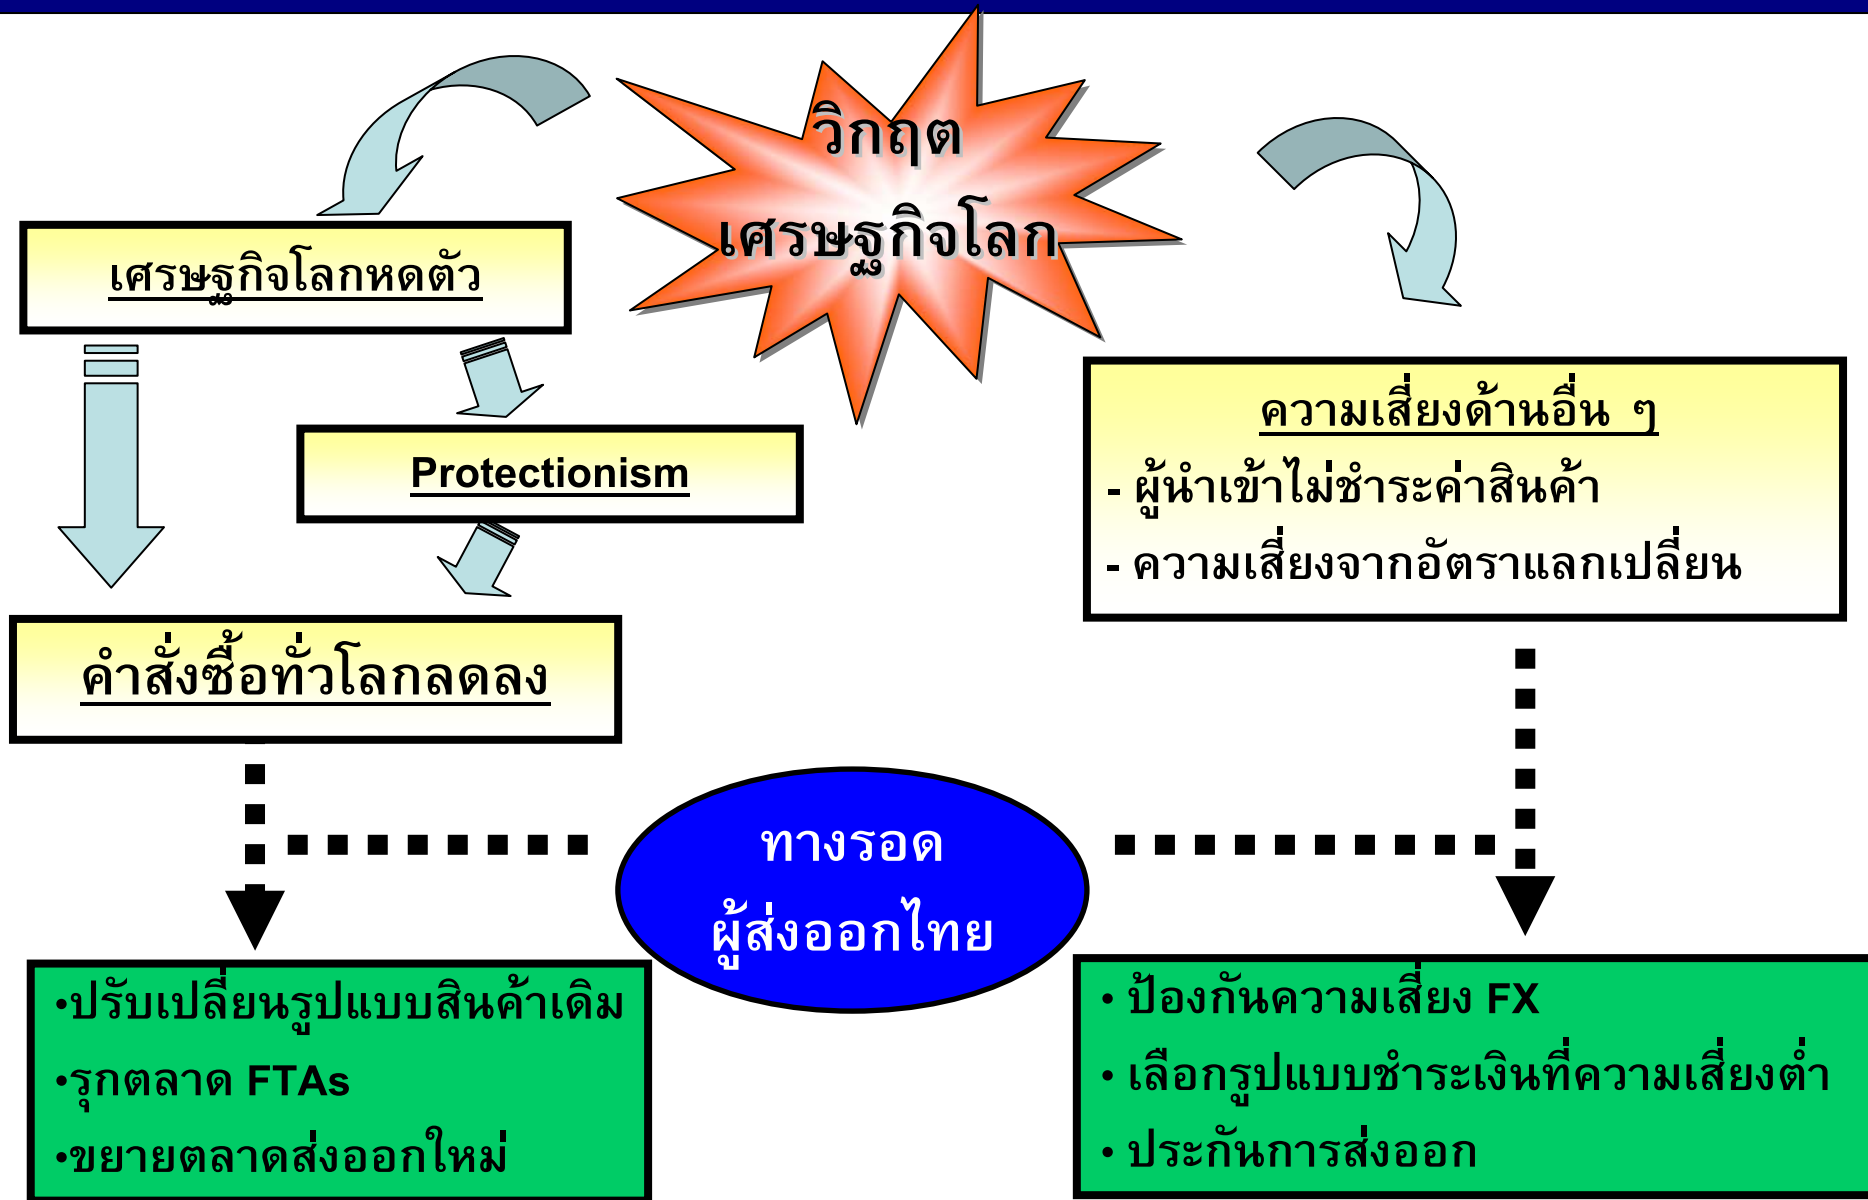 วิกฤต
เศรษฐกิจโลก
เศรษฐกิจโลกหดตัว
Protectionism
คำสั่งซื้อทั่วโลกลดลง
ความเสี่ยงด้านอื่น ๆ
- ผู้นำเข้าไม่ชำระค่าสินค้า
- ความเสี่ยงจากอัตราแลกเปลี่ยน
ทางรอด
ผู้ส่งออกไทย
•ปรับเปลี่ยนรูปแบบสินค้าเดิม
•รุกตลาด FTAs
•ขยายตลาดส่งออกใหม่
• ป้องกันความเสี่ยง FX
• เลือกรูปแบบชำระเงินที่ความเสี่ยงต่ำ
• ประกันการส่งออก